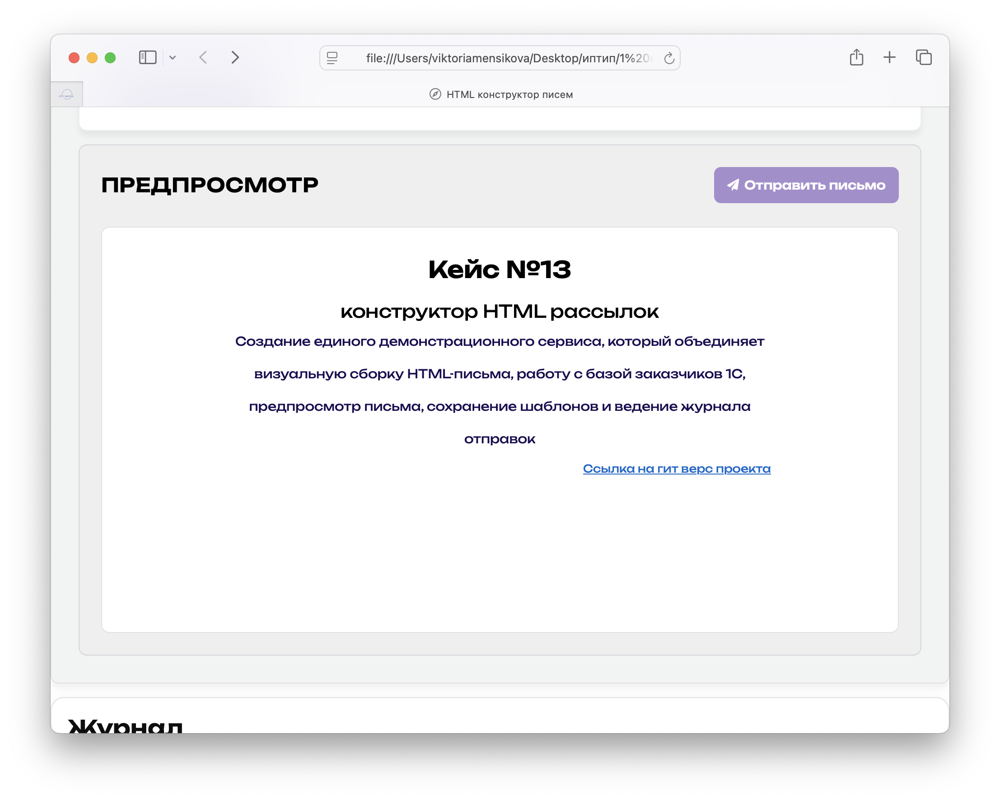 file:///Users/viktoriamensikova/Desktop/иптип/1%20
HTML конструктор писем
ПРЕДПРОСМОТР
Отправить письмо
Кейс №13
конструктор HTML рассылок
Создание единого демонстрационного сервиса, который объединяет
визуальную сборку HTML-письма, работу с базой заказчиков 1С,
предпросмотр письма, сохранение шаблонов и ведение журнала
отправок
Ссылка на гит верс проекта
Журнал